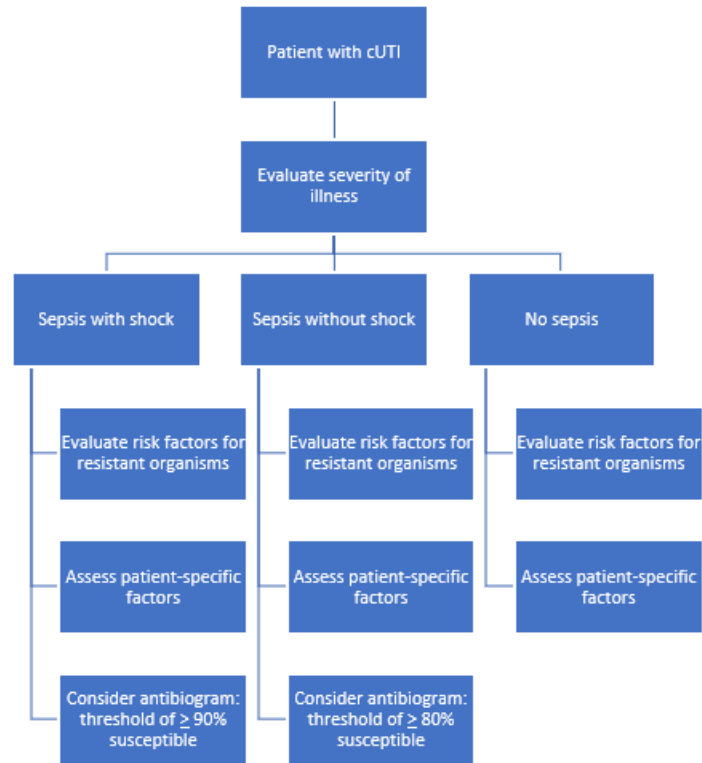 Patient with cUTI
Evaluate severity of
illness
Sepsis with shock
Sepsis without shock
No sepsis
Evaluate risk factors for
resistant organisms
Evaluate risk factors for
resistant organisms
Evaluate risk factors for
resistant organisms
Assess patient-specific
factors
Assess patient-specific
factors
Assess patient-specific
factors
Consider antibiogram:
threshold of ≥ 90%
susceptible
Consider antibiogram:
threshold of ≥ 80%
susceptible